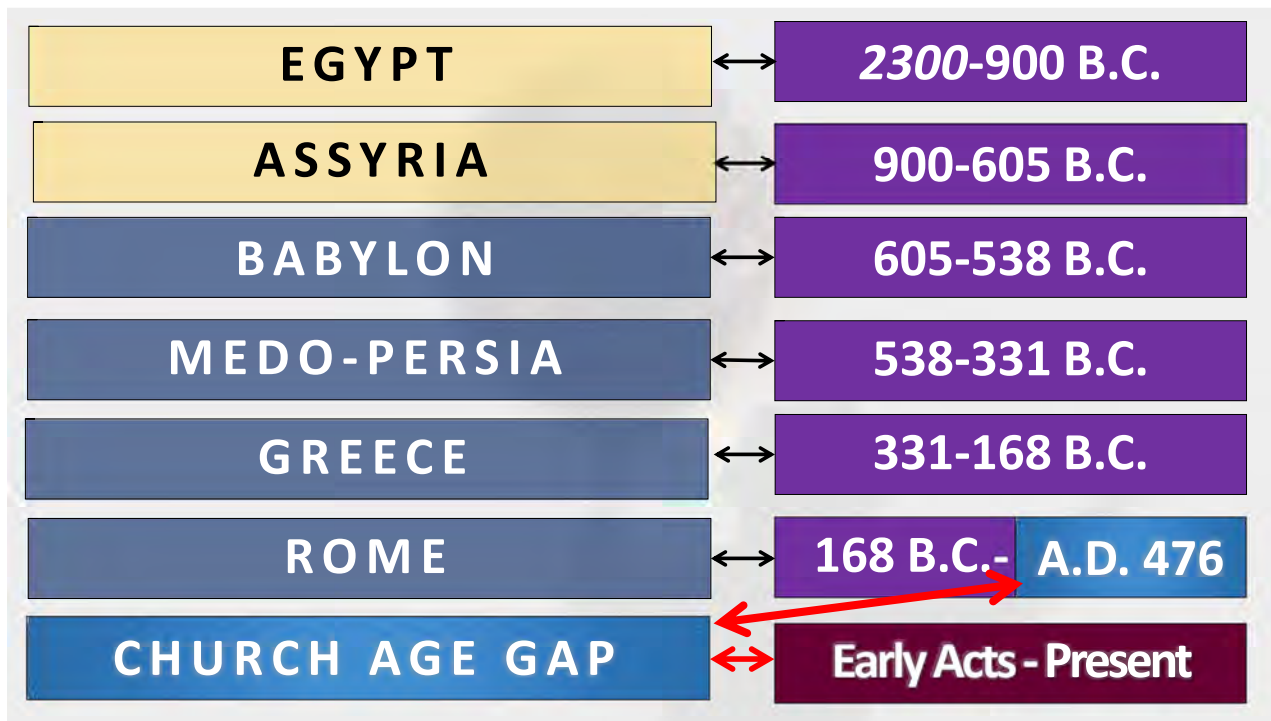 EGYPT 2300-900 B.C.
ASSYRIA 900-605 B.C.
BABYLON 605-538 B.C.
MEDO-PERSIA 538-331 B.C.
GREECE 331-168 B.C.
ROME 168 B.C.- A.D. 476
CHURCH AGE GAP Early Acts - Present